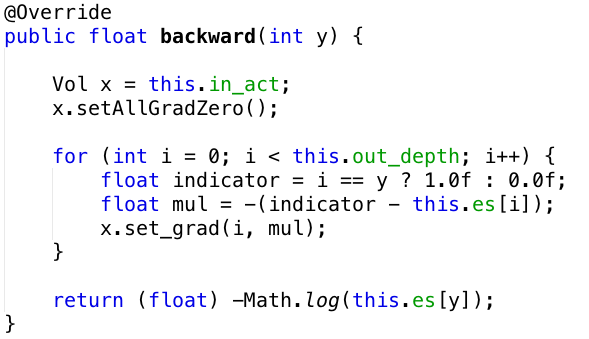 @Override
public float backward(int y) {
Vol x = this.in_act;
x.setAllGradZero();
for (int i = 0; i < this.out_depth; i++) {
float indicator = i == y ? 1.0f : 0.0f;
float mul = -(indicator - this.es[i]);
x.set_grad(i, mul);
}
return (float) -Math.log(this.es[y]);
}